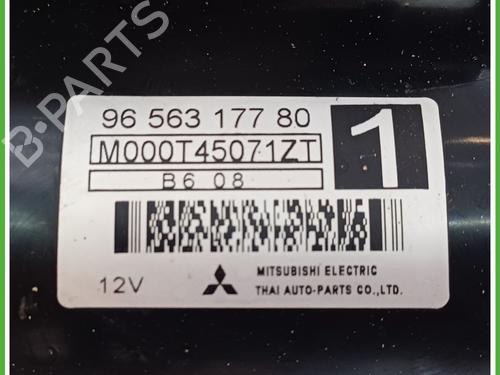 B-PARTS
96 563 177 80
M000T45071ZT
1
B6 08
12V
MITSUBISHI ELECTRIC
THAI AUTO-PARTS CO.,LTD.